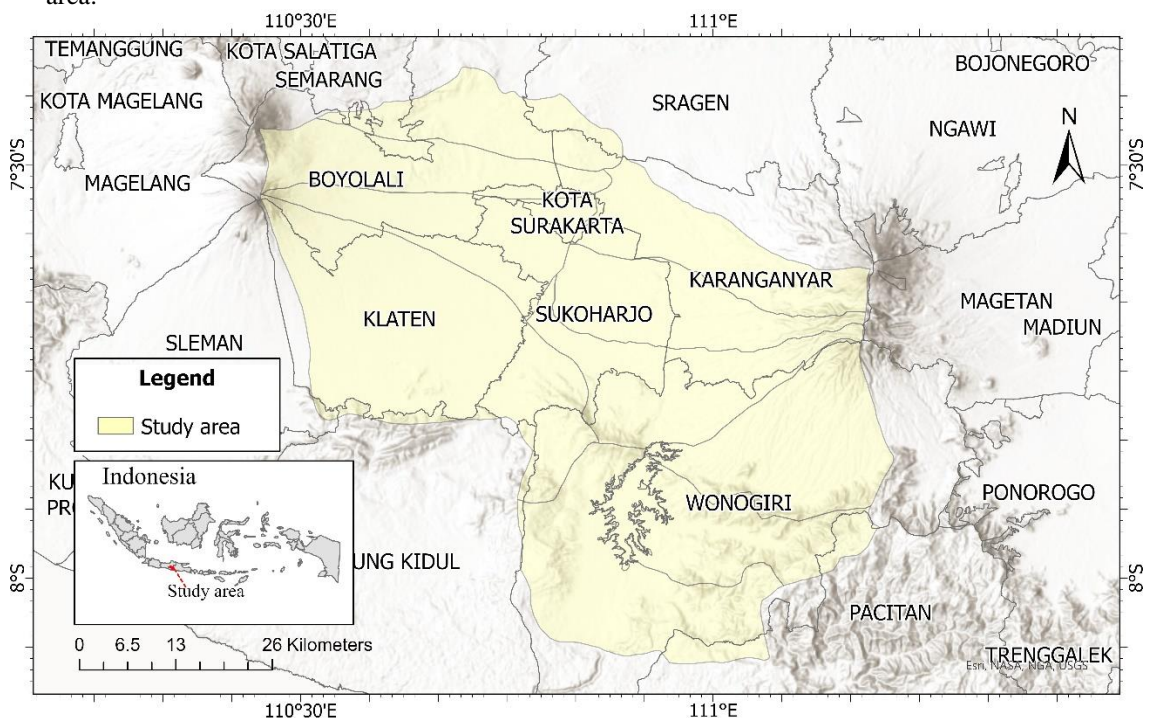 area.
110°30'E 111°E
TEMANGGUNG
KOTA SALATIGA
SEMARANG
BOJONEGORO
KOTA MAGELANG
SRAGEN
NGAWI
N
7°30'S
7°30'S
MAGELANG
BOYOLALI
KOTA
SURAKARTA
KARANGANYAR
MAGETAN
MADIUN
KLATEN
SUKOHARJO
SLEMAN
Legend
Study area
Indonesia
Study area
KU
PRO
WONOGIRI
PONOROGO
UNG KIDUL
8°S
8°S
PACITAN
0 6.5 13 26 Kilometers
TRENGGALEK
Esri, NASA, NGA, USGS
110°30'E 111°E